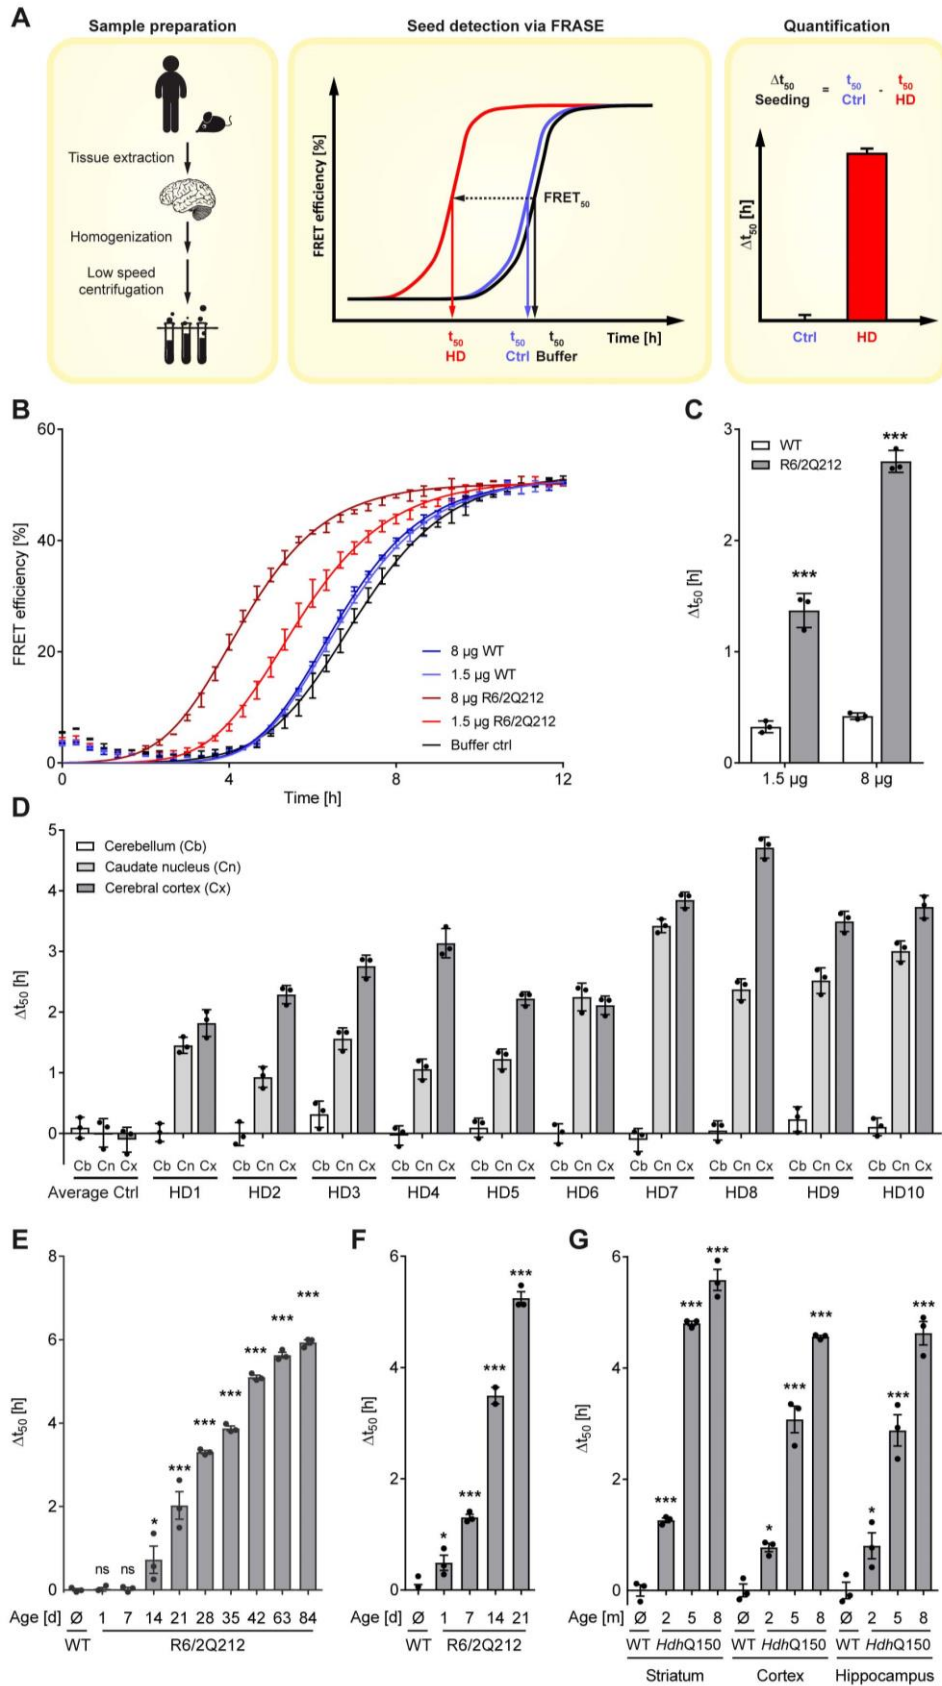 A
Sample preparation
Seed detection via FRASE
Quantification
Tissue extraction
Homogenization
Low speed
centrifugation
FRET efficiency [%]
FRET50
t50 HD
t50 Ctrl
t50 Buffer
Time [h]
Δt50 Seeding = t50 Ctrl - t50 HD
Δt50 [h]
Ctrl HD
B
60
40
20
0
FRET efficiency [%]
8 µg WT
1.5 µg WT
8 µg R6/2Q212
1.5 µg R6/2Q212
Buffer ctrl
0 4 8 12
Time [h]
C
WT
R6/2Q212
3
2
1
0
Δt50 [h]
*** ***
1.5 µg 8 µg
D
Cerebellum (Cb)
Caudate nucleus (Cn)
Cerebral cortex (Cx)
5
4
3
2
1
0
Δt50 [h]
Cb Cn Cx Cb Cn Cx Cb Cn Cx Cb Cn Cx Cb Cn Cx Cb Cn Cx Cb Cn Cx Cb Cn Cx Cb Cn Cx Cb Cn Cx Cb Cn Cx
Average Ctrl HD1 HD2 HD3 HD4 HD5 HD6 HD7 HD8 HD9 HD10
E
8
6
4
2
0
Δt50 [h]
ns ns * *** *** *** *** *** ***
Age [d] Ø 1 7 14 21 28 35 42 63 84
WT R6/2Q212
F
6
4
2
0
Δt50 [h]
* *** *** ***
Age [d] Ø 1 7 14 21
WT R6/2Q212
G
6
4
2
0
Δt50 [h]
*** *** *** * *** *** * *** ***
Age [m] Ø 2 5 8 Ø 2 5 8 Ø 2 5 8
WT HdhQ150 WT HdhQ150 WT HdhQ150
Striatum Cortex Hippocampus